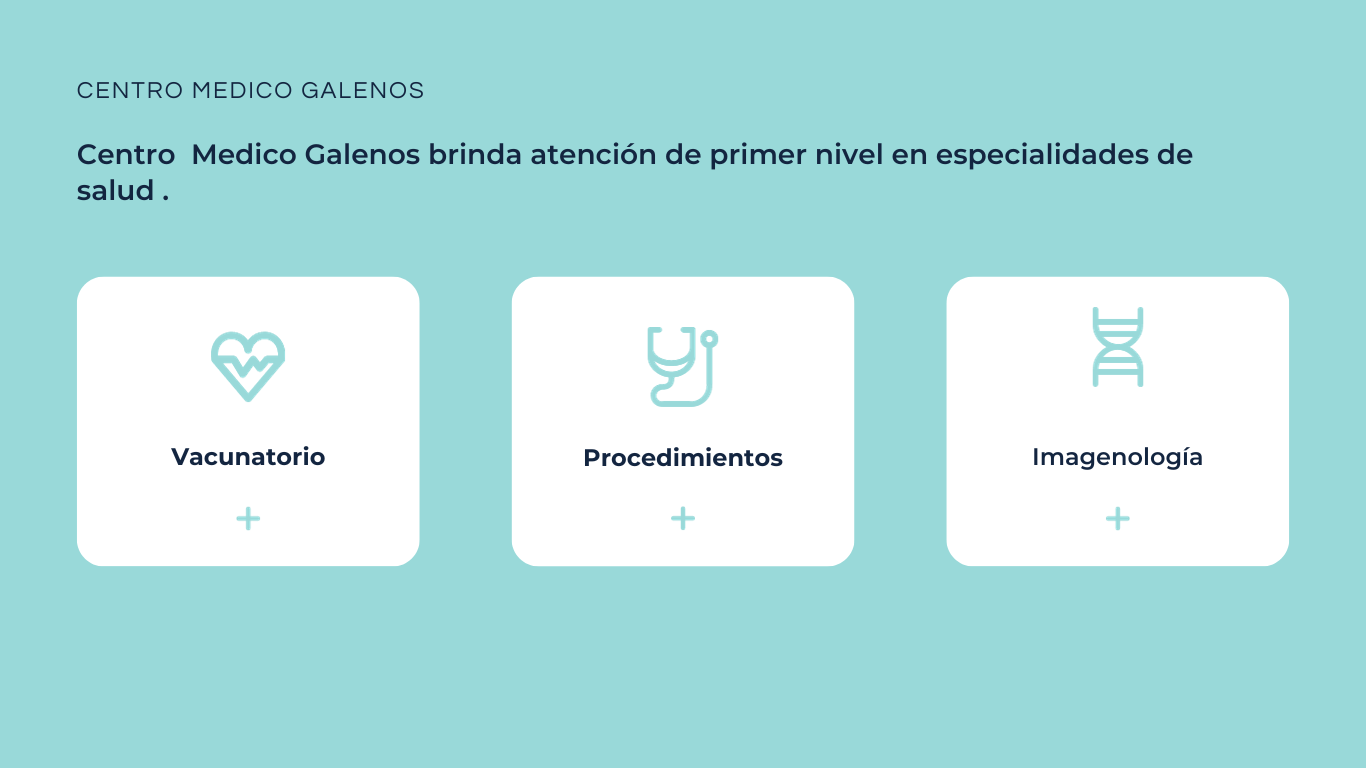 CENTRO MEDICO GALENOS
Centro  Medico Galenos brinda atención de primer nivel en especialidades de
salud .
Vacunatorio
Procedimientos
Imagenología